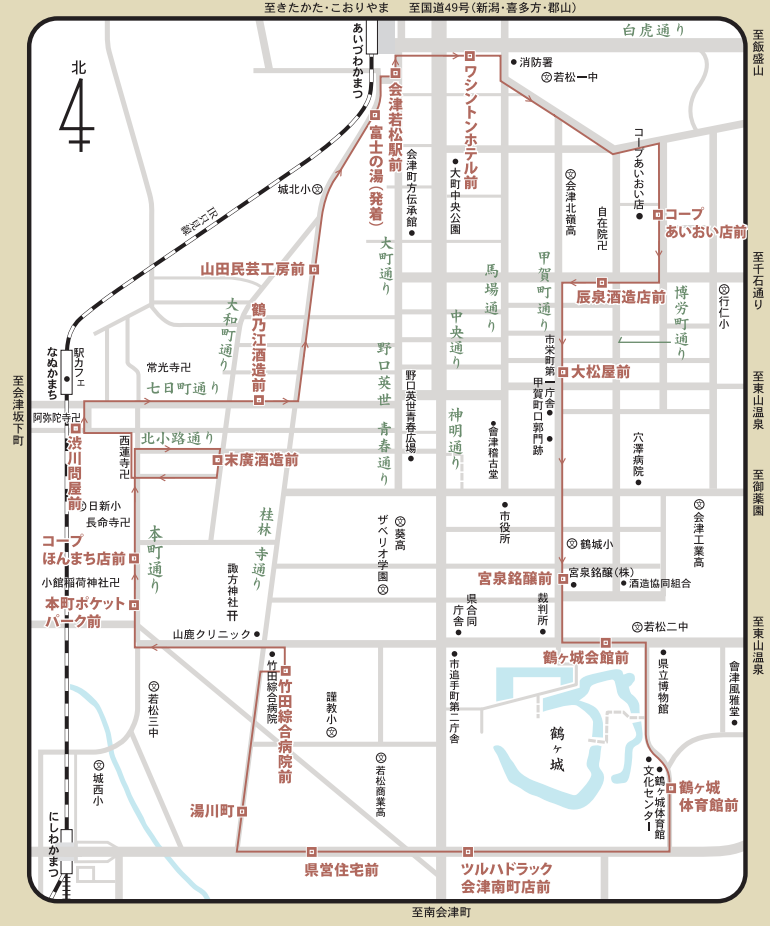 至きたかた・こおりやま
至国道49号(新潟・喜多方・郡山)
白虎通り
至飯盛山
あいづわかまつ
北
消防署
若松一中
会津若松駅前
ワシントンホテル前
富士の湯(発着)
会津町方伝承館
大町中央公園
コープあいおい店
城北小
会津北嶺高
自在院卍
コープ
あいおい店前
JR只見線
大町通り
甲賀町通り
馬場通り
至千石通り
山田民芸工房前
辰泉酒造店前
博労町通り
行仁小
大和町通り
鶴乃江酒造前
中央通り
市栄町第一庁舎
野口英世青春通り
なぬかまち
駅カフェ
常光寺卍
七日町通り
大松屋前
至会津坂下町
至東山温泉
野口英世青春広場
甲賀町口郭門跡
神明通り
阿弥陀寺卍
渋川問屋前
西蓮寺卍
北小路通り
末廣酒造前
會津稽古堂
穴澤病院
至御薬園
日新小
長命寺卍
桂林寺通り
ザベリオ学園
葵高
市役所
会津工業高
本町通り
コープ
ほんまち店前
鶴城小
小館稲荷神社卍
諏方神社
宮泉銘醸前
宮泉銘醸(株)
酒造協同組合
本町ポケット
パーク前
県合同庁舎
裁判所
山鹿クリニック
若松二中
至東山温泉
鶴ヶ城会館前
竹田綜合病院
竹田綜合病院前
市追手町第二庁舎
県立博物館
會津風雅堂
若松三中
謹教小
鶴ヶ城
城西小
若松商業高
文化センター
鶴ヶ城体育館
鶴ヶ城
体育館前
湯川町
にしわかまつ
県営住宅前
ツルハドラッグ
会津南町店前
至南会津町